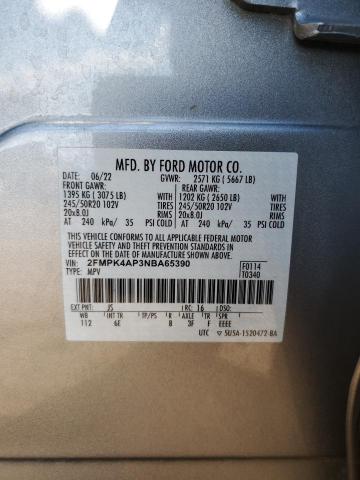 MFD. BY FORD MOTOR CO.
DATE: 06/22 GVWR: 2571 KG ( 5667 LB)
FRONT GAWR: REAR GAWR:
1395 KG ( 3075 LB) 1202 KG ( 2650 LB)
245/50R20 102V TIRES 245/50R20 102V TIRES
20x8.0J RIMS 20x8.0J RIMS
AT 240 kPa/ 35 PSI COLD AT 240 kPa/ 35 PSI COLD
THIS VEHICLE CONFORMS TO ALL APPLICABLE FEDERAL MOTOR
VEHICLE SAFETY AND THEFT PREVENTION STANDARDS IN EFFECT
ON THE DATE OF MANUFACTURE SHOWN ABOVE.
VIN: 2FMPK4AP3NBA65390 F0114
TYPE: MPV T0340
EXT PNT: JS RC: 16 DSO:
WB INT TR TP/PS R AXLE TR SPR
112 6E B 3F F EEEE
UTC ▽ 5U5A-1520472-BA